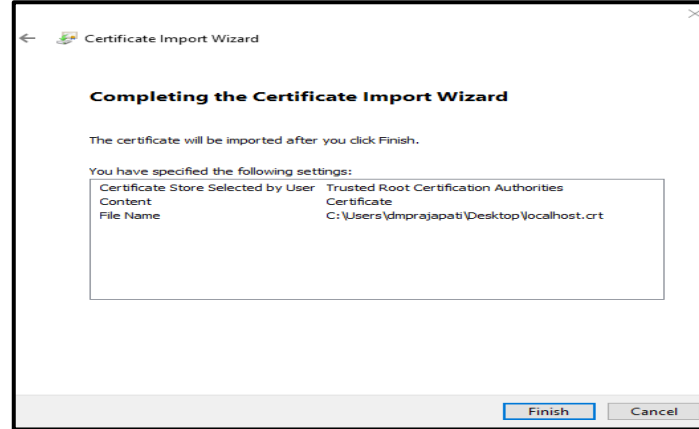 Certificate Import Wizard
Completing the Certificate Import Wizard
The certificate will be imported after you click Finish.
You have specified the following settings:
Certificate Store Selected by User Trusted Root Certification Authorities
Content Certificate
File Name C:\Users\dmprajapati\Desktop\localhost.crt
Finish Cancel